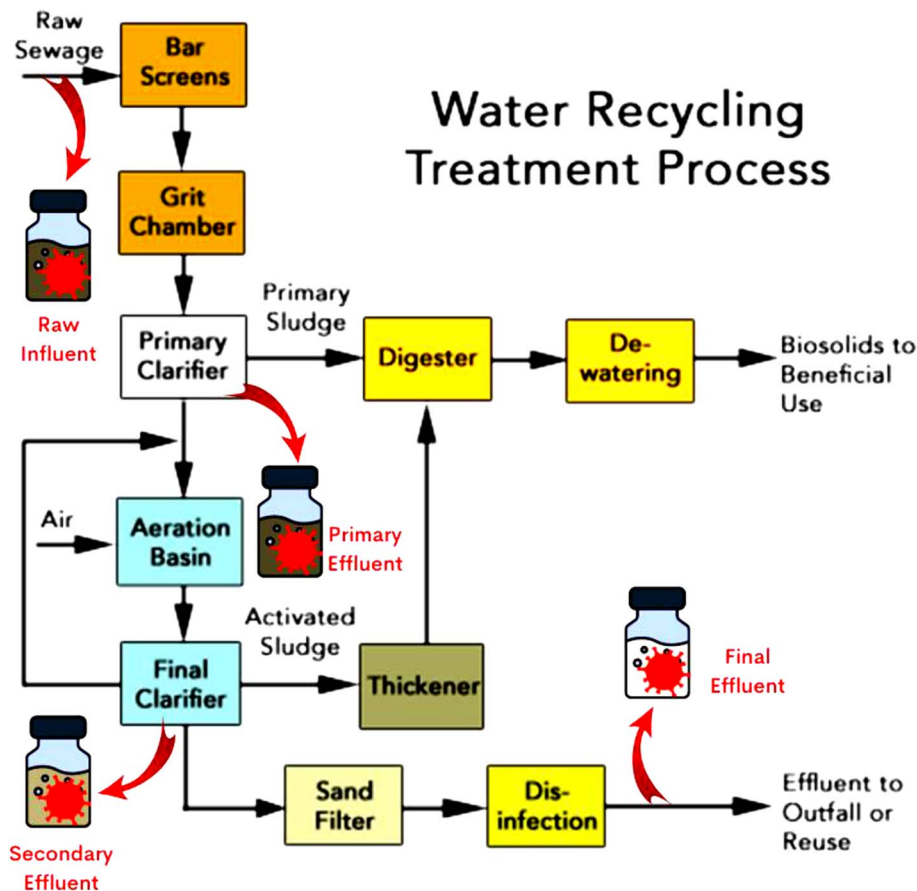 Raw
Sewage
Bar
Screens
Water Recycling
Treatment Process
Grit
Chamber
Raw
Influent
Primary
Sludge
Primary
Clarifier
Digester
De-
watering
Biosolids to
Beneficial
Use
Air
Aeration
Basin
Primary
Effluent
Activated
Sludge
Final
Clarifier
Thickener
Final
Effluent
Secondary
Effluent
Sand
Filter
Dis-
infection
Effluent to
Outfall or
Reuse